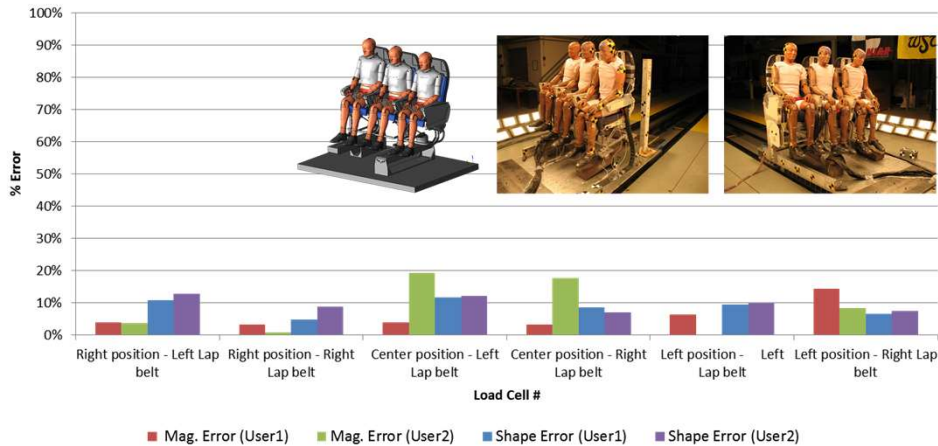 100%
90%
80%
70%
60%
50%
40%
30%
20%
10%
0%
% Error
Right position - Left Lap
belt
Right position - Right
Lap belt
Center position - Left
Lap belt
Center position - Right
Lap belt
Left position - Left
Lap belt
Left position - Right Lap
belt
Load Cell #
Mag. Error (User1)
Mag. Error (User2)
Shape Error (User1)
Shape Error (User2)